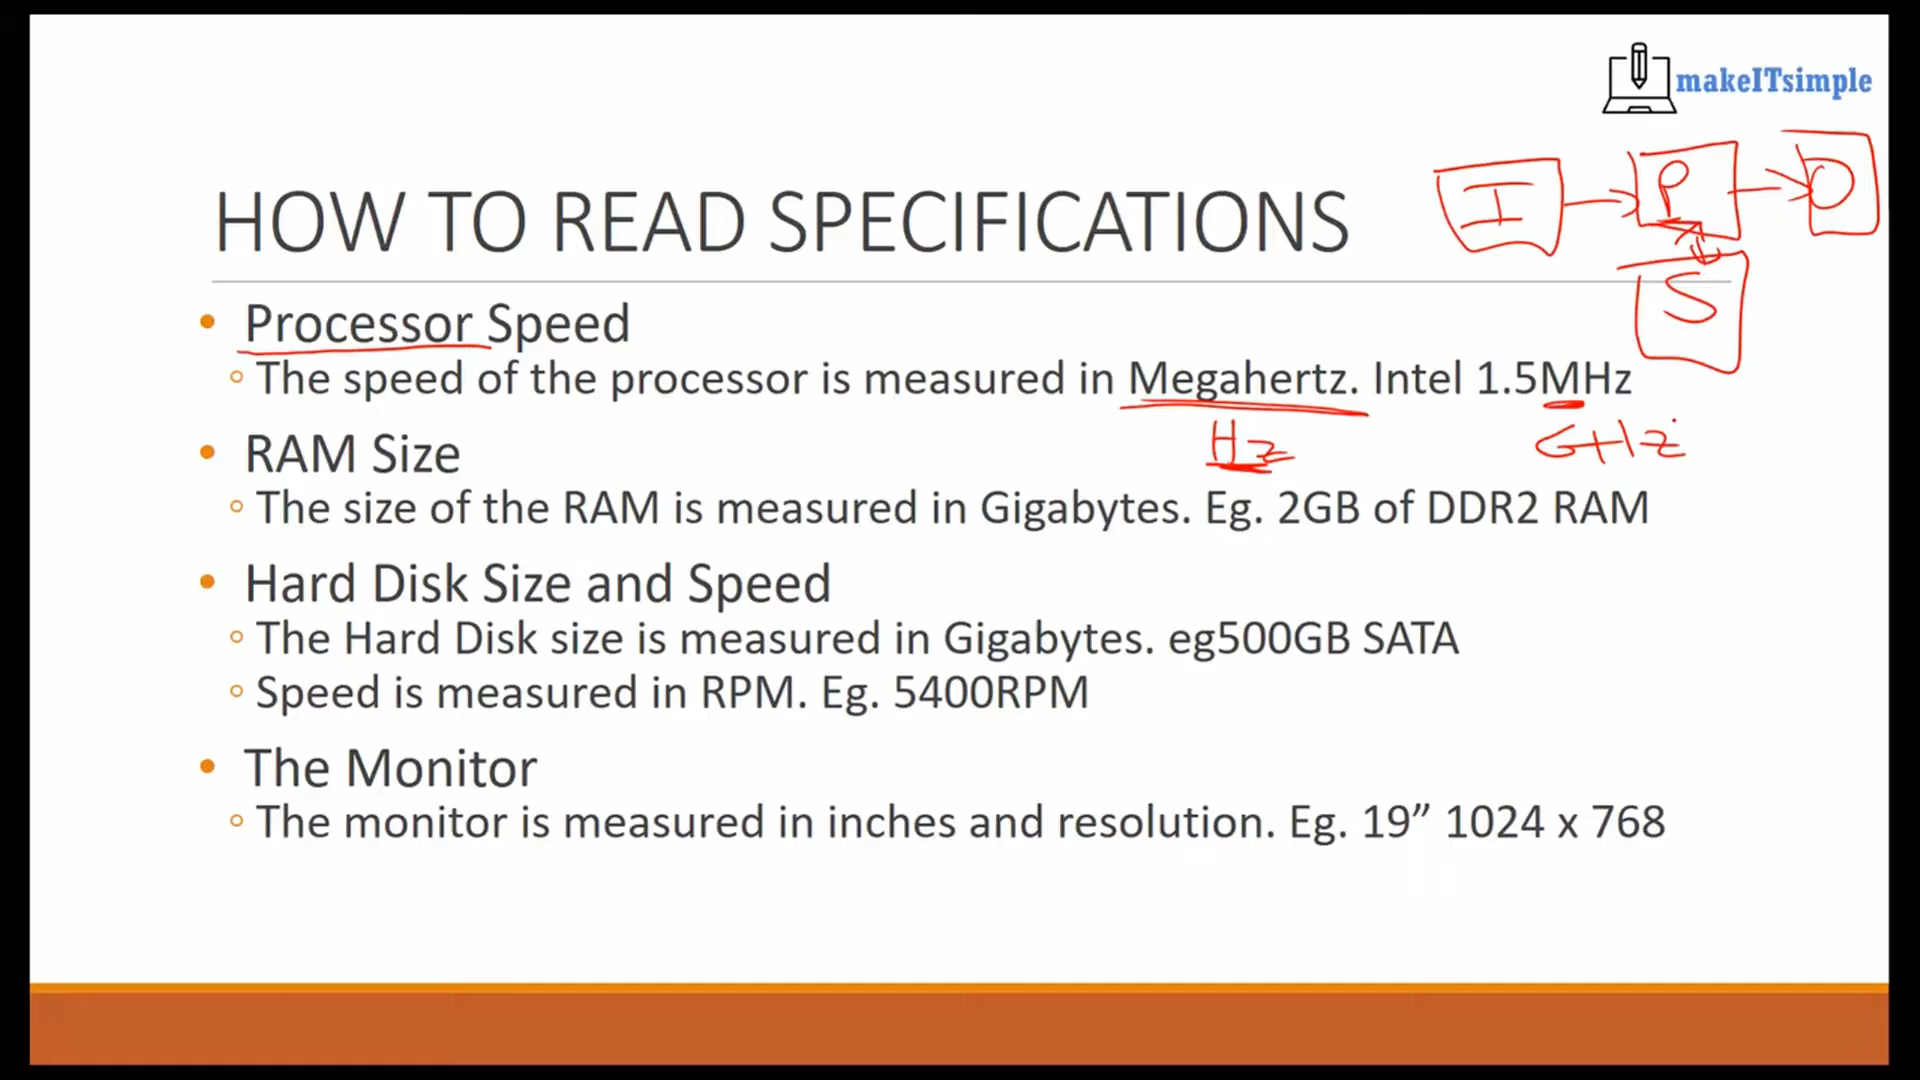 makeITsimple
I P O
HOW TO READ SPECIFICATIONS
S
• Processor Speed
◦ The speed of the processor is measured in Megahertz. Intel 1.5MHz
Hz GHz
• RAM Size
◦ The size of the RAM is measured in Gigabytes. Eg. 2GB of DDR2 RAM
• Hard Disk Size and Speed
◦ The Hard Disk size is measured in Gigabytes. eg500GB SATA
◦ Speed is measured in RPM. Eg. 5400RPM
• The Monitor
◦ The monitor is measured in inches and resolution. Eg. 19” 1024 x 768